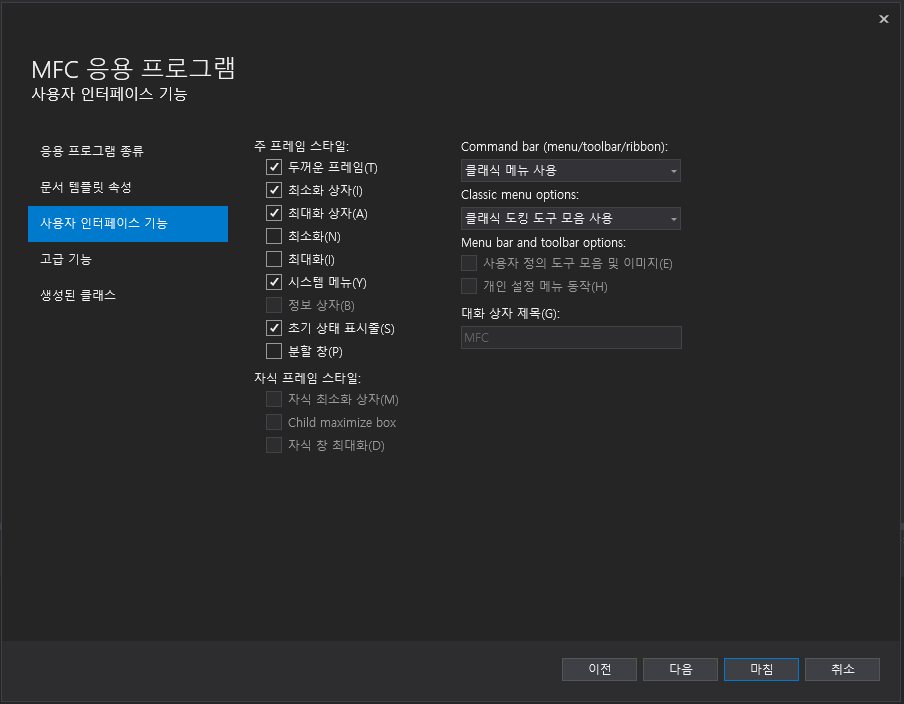 MFC 응용 프로그램
사용자 인터페이스 기능
응용 프로그램 종류
문서 템플릿 속성
사용자 인터페이스 기능
고급 기능
생성된 클래스
주 프레임 스타일:
두꺼운 프레임(T)
최소화 상자(I)
최대화 상자(A)
최소화(N)
최대화(I)
시스템 메뉴(Y)
정보 상자(B)
초기 상태 표시줄(S)
분할 창(P)
자식 프레임 스타일:
자식 최소화 상자(M)
Child maximize box
자식 창 최대화(D)
Command bar (menu/toolbar/ribbon):
클래식 메뉴 사용
Classic menu options:
클래식 도킹 도구 모음 사용
Menu bar and toolbar options:
사용자 정의 도구 모음 및 이미지(E)
개인 설정 메뉴 동작(H)
대화 상자 제목(G):
MFC
이전
다음
마침
취소